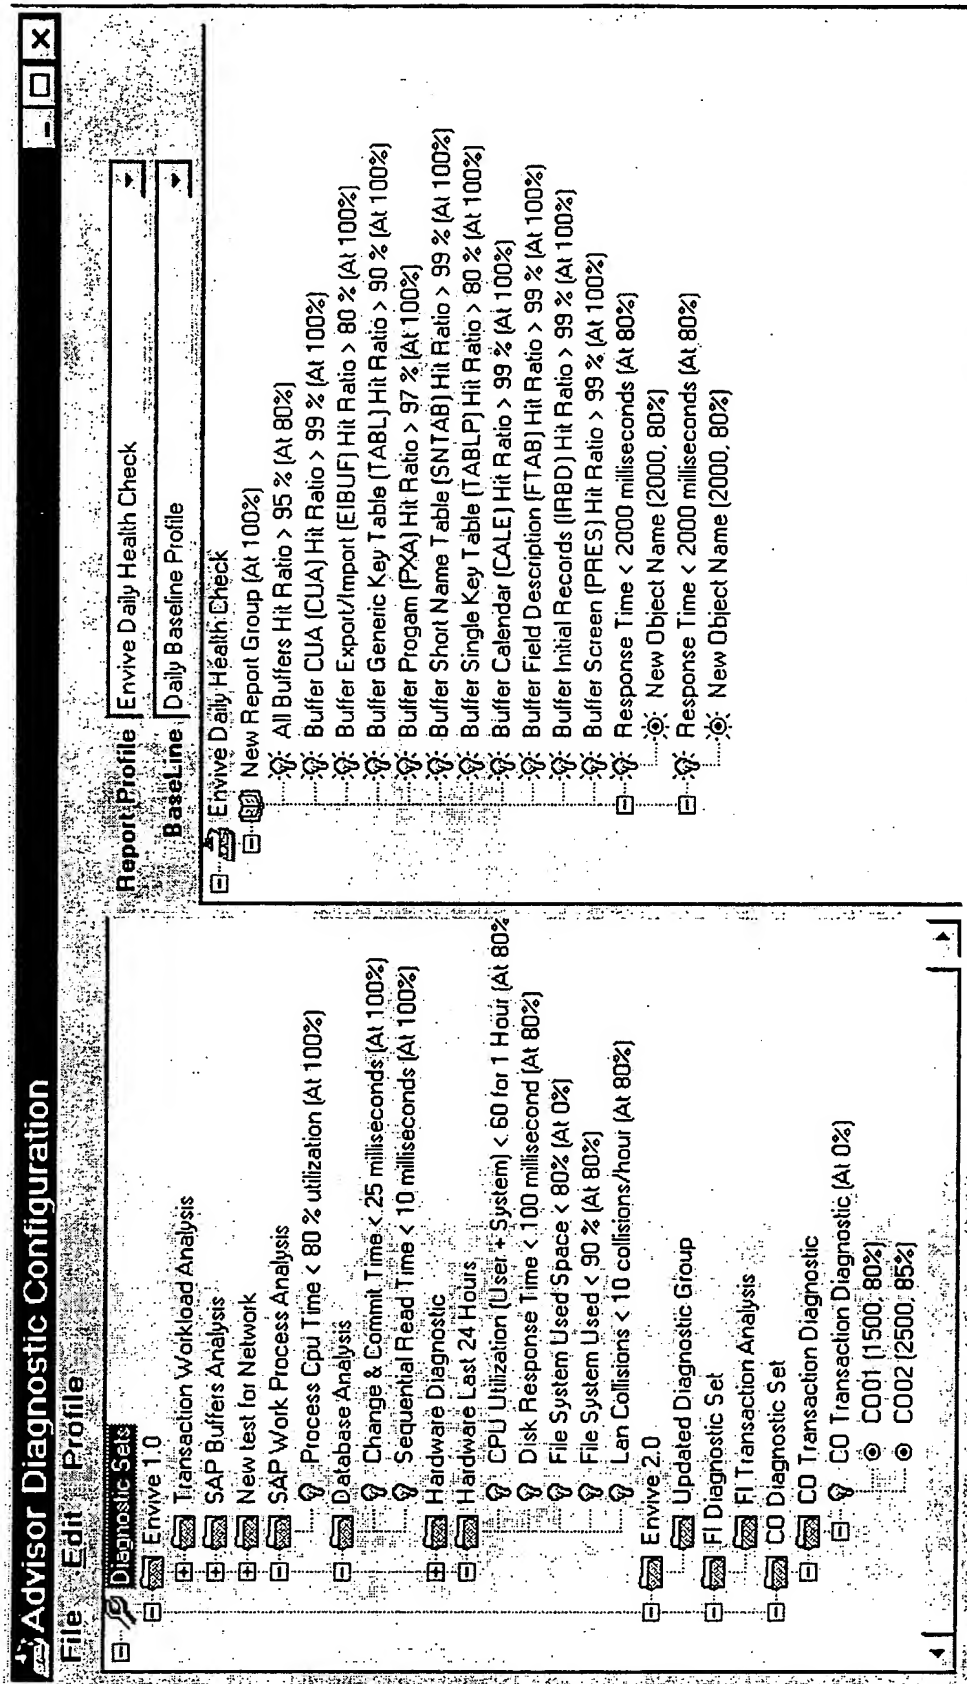 Advisor Diagnostic Configuration
File Edit Profile
Diagnostic Sets
Envive 1.0
Transaction Workload Analysis
SAP Buffers Analysis
New test for Network
SAP Work Process Analysis
Process Cpu Time < 80 % utilization (At 100%)
Database Analysis
Change & Commit Time < 25 milliseconds (At 100%)
Sequential Read Time < 10 milliseconds (At 100%)
Hardware Diagnostic
Hardware Last 24 Hours
CPU Utilization (User + System) < 60 for 1 Hour (At 80%
Disk Response Time < 100 millisecond (At 80%)
File System Used Space < 80% (At 0%)
File System Used < 90 % (At 80%)
Lan Collisions < 10 collisions/hour (At 80%)
Envive 2.0
Updated Diagnostic Group
FI Diagnostic Set
FI Transaction Analysis
CO Diagnostic Set
CO Transaction Diagnostic
CO Transaction Diagnostic (At 0%)
CO01 (1500, 80%)
CO02 (2500, 85%)
Report Profile Envive Daily Health Check
BaseLine Daily Baseline Profile
Envive Daily Health Check
New Report Group (At 100%)
All Buffers Hit Ratio > 95 % (At 80%)
Buffer CUA (CUA) Hit Ratio > 99 % (At 100%)
Buffer Export/Import (EIBUF) Hit Ratio > 80 % (At 100%)
Buffer Generic Key Table (TABL) Hit Ratio > 90 % (At 100%)
Buffer Progam (PXA) Hit Ratio > 97 % (At 100%)
Buffer Short Name Table (SNTAB) Hit Ratio > 99 % (At 100%)
Buffer Single Key Table (TABLP) Hit Ratio > 80 % (At 100%)
Buffer Calendar (CALE) Hit Ratio > 99 % (At 100%)
Buffer Field Description (FTAB) Hit Ratio > 99 % (At 100%)
Buffer Initial Records (IRBD) Hit Ratio > 99 % (At 100%)
Buffer Screen (PRES) Hit Ratio > 99 % (At 100%)
Response Time < 2000 milliseconds (At 80%)
New Object Name (2000, 80%)
Response Time < 2000 milliseconds (At 80%)
New Object Name (2000, 80%)